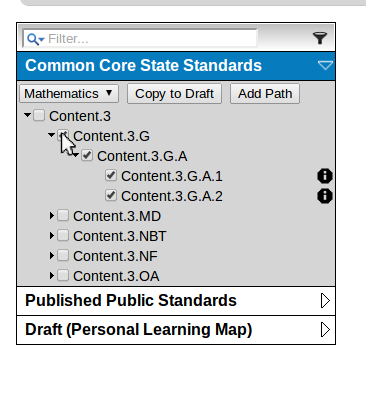 Filter...
Common Core State Standards
Mathematics Copy to Draft Add Path
Content.3
Content.3.G
Content.3.G.A
Content.3.G.A.1
Content.3.G.A.2
Content.3.MD
Content.3.NBT
Content.3.NF
Content.3.OA
Published Public Standards
Draft (Personal Learning Map)